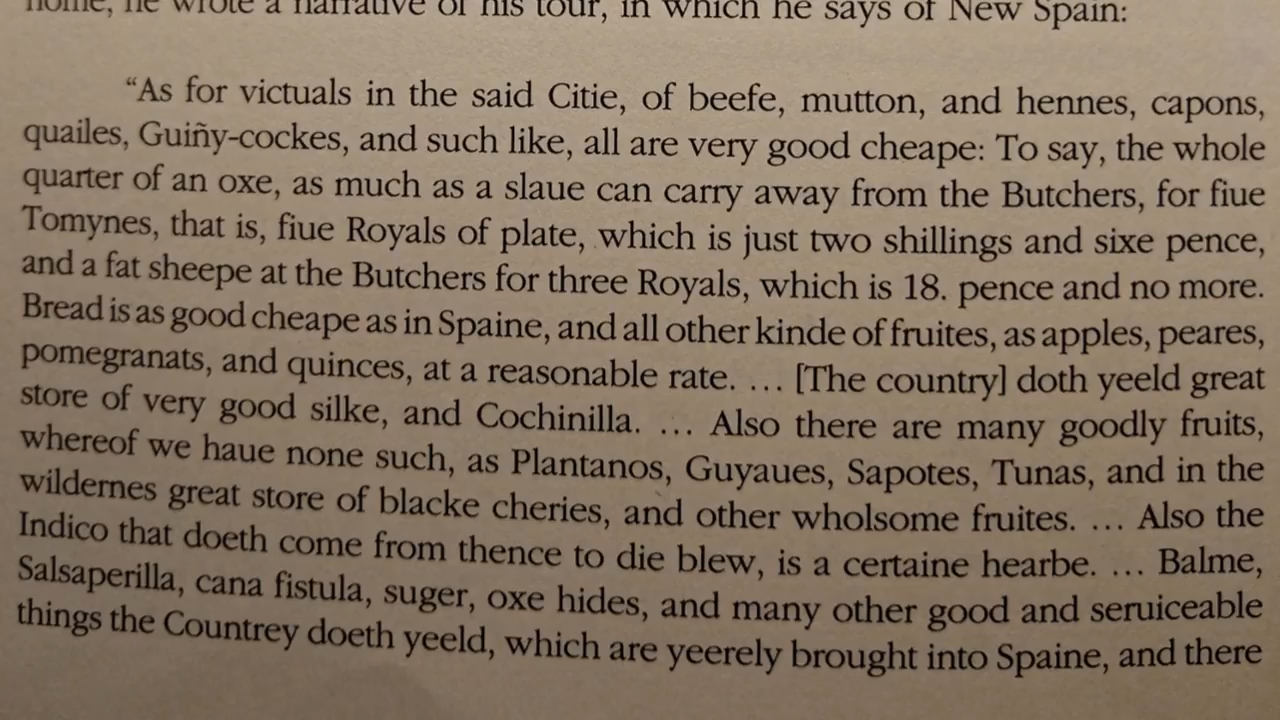 home, he wrote a narrative of his tour, in which he says of New Spain:
“As for victuals in the said Citie, of beefe, mutton, and hennes, capons,
quailes, Guiñy-cockes, and such like, all are very good cheape: To say, the whole
quarter of an oxe, as much as a slaue can carry away from the Butchers, for fiue
Tomynes, that is, fiue Royals of plate, which is just two shillings and sixe pence,
and a fat sheepe at the Butchers for three Royals, which is 18. pence and no more.
Bread is as good cheape as in Spaine, and all other kinde of fruites, as apples, peares,
pomegranats, and quinces, at a reasonable rate. … [The country] doth yeeld great
store of very good silke, and Cochinilla. … Also there are many goodly fruits,
whereof we haue none such, as Plantanos, Guyaues, Sapotes, Tunas, and in the
wildernes great store of blacke cheries, and other wholsome fruites. … Also the
Indico that doeth come from thence to die blew, is a certaine hearbe. … Balme,
Salsaperilla, cana fistula, suger, oxe hides, and many other good and seruiceable
things the Countrey doeth yeeld, which are yeerely brought into Spaine, and there